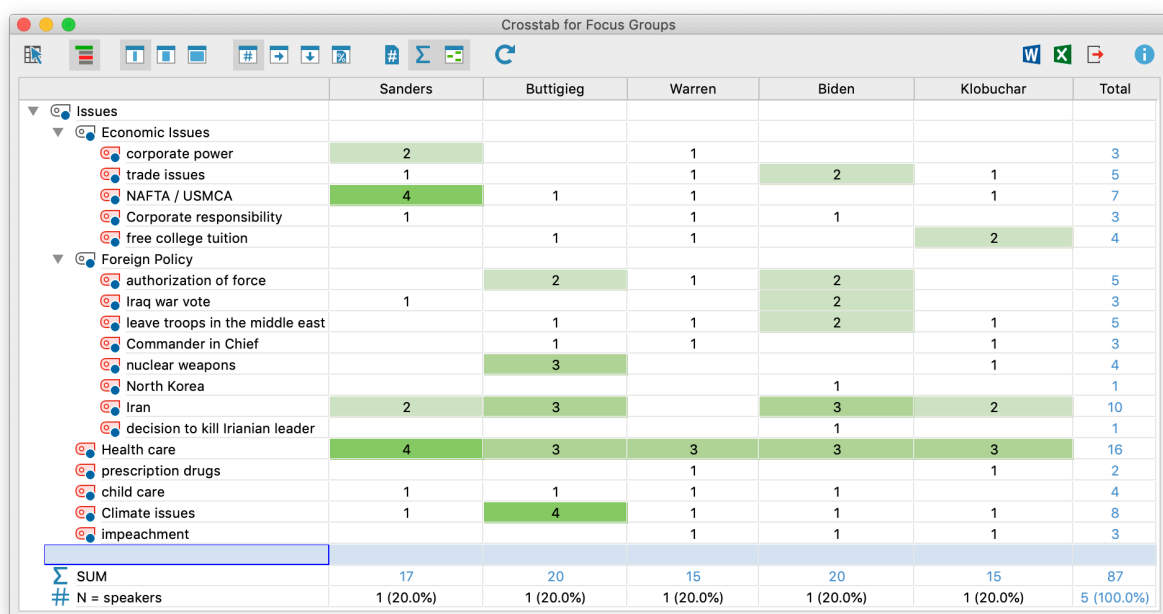 Crosstab for Focus Groups
Sanders Buttigieg Warren Biden Klobuchar Total
Issues
Economic Issues
corporate power 2 1 3
trade issues 1 1 2 1 5
NAFTA / USMCA 4 1 1 1 7
Corporate responsibility 1 1 1 3
free college tuition 1 1 2 4
Foreign Policy
authorization of force 2 1 2 5
Iraq war vote 1 2 3
leave troops in the middle east 1 1 2 1 5
Commander in Chief 1 1 1 3
nuclear weapons 3 1 4
North Korea 1 1
Iran 2 3 3 2 10
decision to kill Irianian leader 1 1
Health care 4 3 3 3 3 16
prescription drugs 1 1 2
child care 1 1 1 1 4
Climate issues 1 4 1 1 1 8
impeachment 1 1 1 3
Σ SUM 17 20 15 20 15 87
# N = speakers 1 (20.0%) 1 (20.0%) 1 (20.0%) 1 (20.0%) 1 (20.0%) 5 (100.0%)